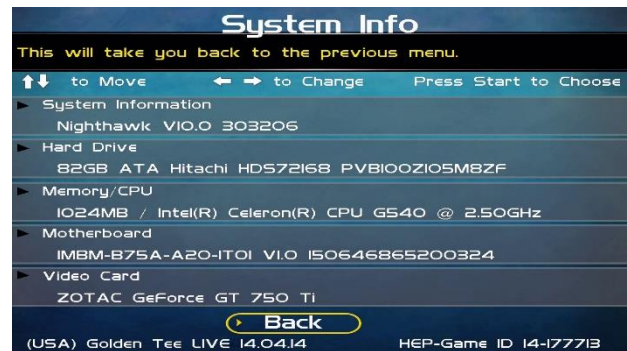 System Info
This will take you back to the previous menu.
to Move to Change Press Start to Choose
System Information
Nighthawk V10.0 303206
Hard Drive
82GB ATA Hitachi HDS72168 PVB100Z105M8ZF
Memory/CPU
1024MB / Intel(R) Celeron(R) CPU G540 @ 2.50GHz
Motherboard
IMBM-B75A-A20-IT01 V1.0 150646865200324
Video Card
ZOTAC GeForce GT 750 Ti
Back
(USA) Golden Tee LIVE 14.04.14 HEP-Game ID 14-177713